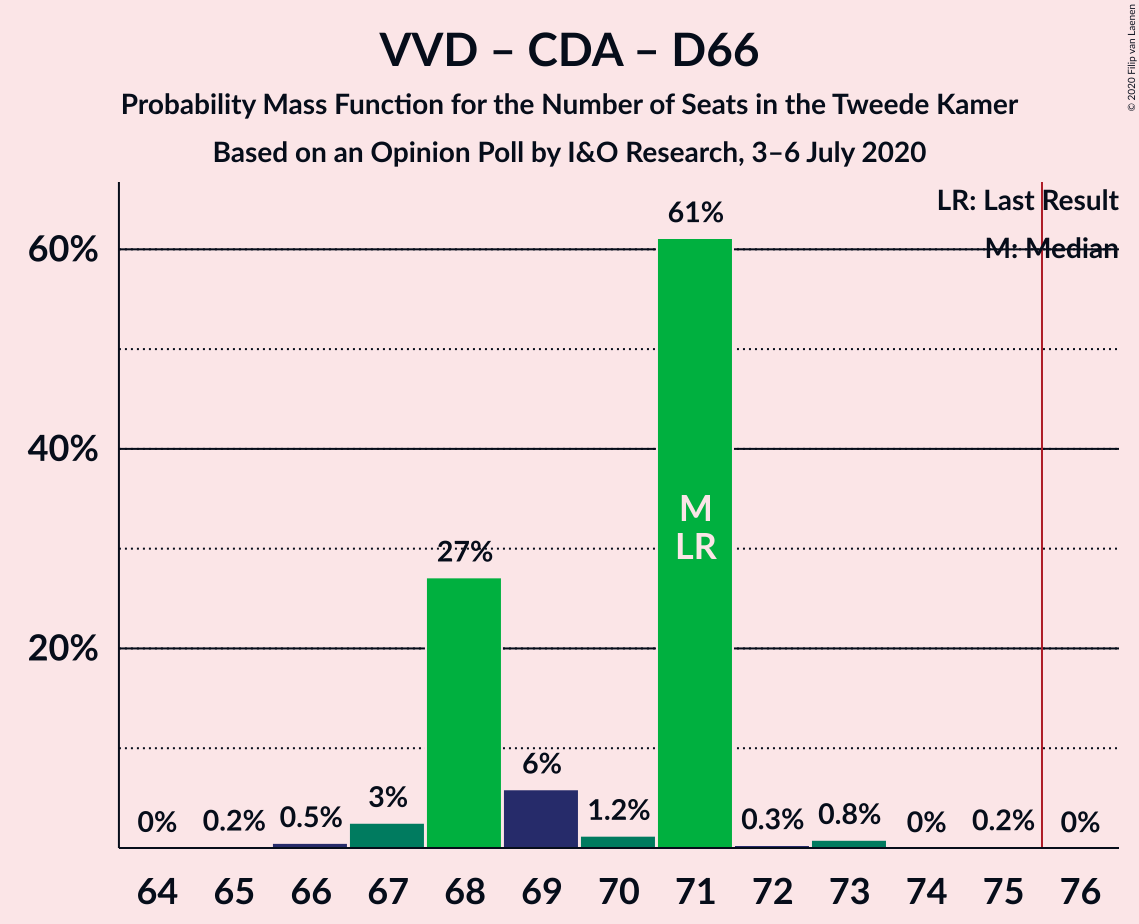 © 2020 Filip van Laenen
VVD – CDA – D66
Probability Mass Function for the Number of Seats in the Tweede Kamer
Based on an Opinion Poll by I&O Research, 3–6 July 2020
LR: Last Result
M: Median
60%
40%
20%
0%
0.2%
0.5%
3%
27%
6%
1.2%
61%
0.3%
0.8%
0%
0.2%
0%
M
LR
64 65 66 67 68 69 70 71 72 73 74 75 76